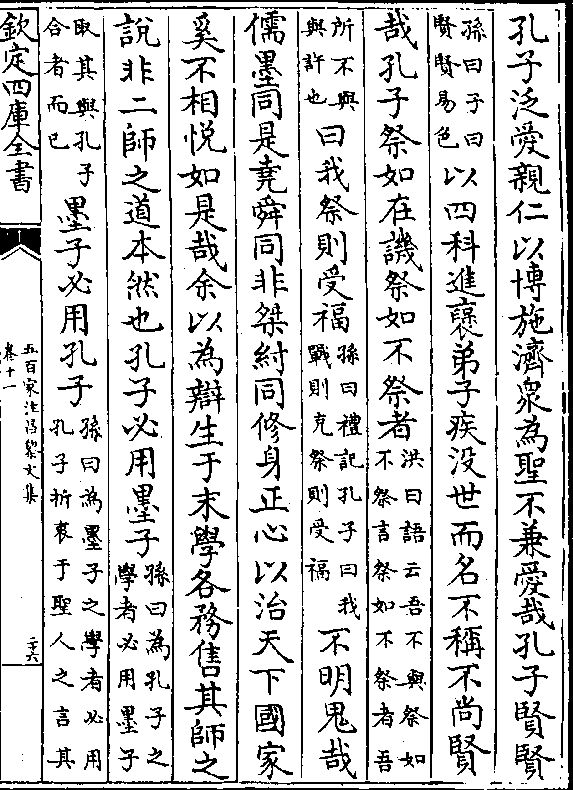 孔子泛愛親仁以博施濟衆為聖不兼愛哉孔子賢賢
孫曰子曰
賢賢易色
以四科進褒弟子疾没世而名不稱不尚賢
哉孔子祭如在譏祭如不祭者
洪曰語云吾不與祭如
不祭言祭如不祭者吾
所不與
與許也
曰我祭則受福
孫曰禮記孔子曰我
戰則克祭則受福
不明鬼哉
儒墨同是堯舜同非桀紂同修身正心以治天下國家
奚不相悦如是哉余以為辯生于末學各務售其師之
說非二師之道本然也孔子必用墨子
孫曰為孔子之
學者必用墨子
取其與孔子
合者而已
墨子必用孔子
孫曰為墨子之學者必用
孔子折衷于聖人之言其
欽定四庫全書
五百家注昌黎文集
卷十一
二十六